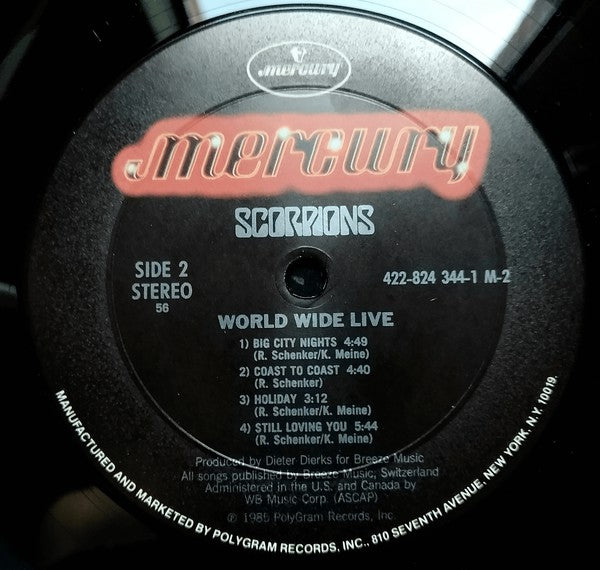 mercury
mercury
SCORPIONS
SIDE 2
STEREO
56
422-824 344-1 M-2
WORLD WIDE LIVE
1) BIG CITY NIGHTS 4:49
(R. Schenker/K. Meine)
2) COAST TO COAST 4:40
(R. Schenker)
3) HOLIDAY 3:12
(R. Schenker/K. Meine)
4) STILL LOVING YOU 5:44
(R. Schenker/K. Meine)
Produced by Dieter Dierks for Breeze Music
All songs published by Breeze Music, Switzerland
Administered in the U.S. and Canada by
WB Music Corp. (ASCAP)
℗ 1985 PolyGram Records, Inc.
MANUFACTURED AND MARKETED BY POLYGRAM RECORDS, INC., 810 SEVENTH AVENUE, NEW YORK, N.Y. 10019.